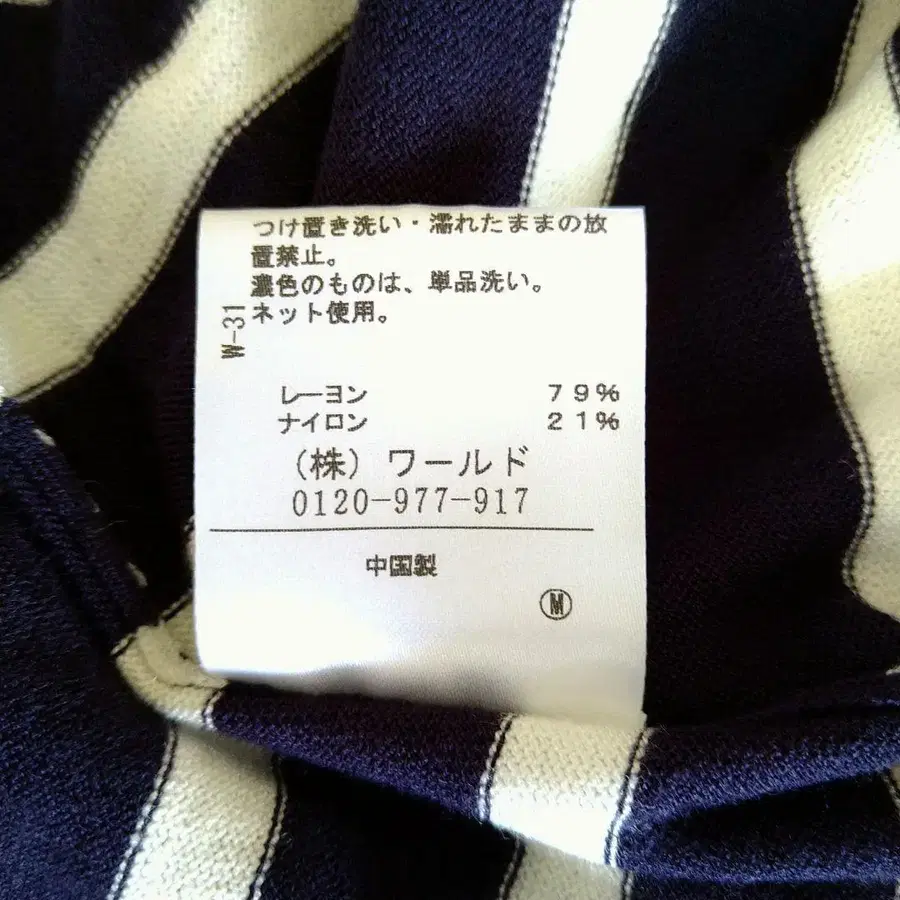 つけ置き洗い・濡れたままの放
置禁止。
濃色のものは、単品洗い。
ネット使用。
W-31
レーヨン 79%
ナイロン 21%
(株)ワールド
0120-977-917
中国製
M